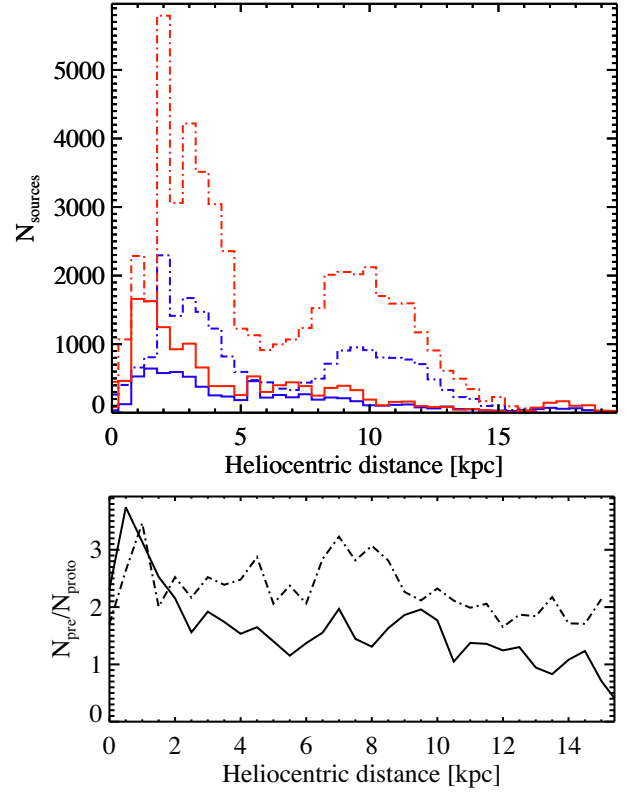 5000
4000
3000
2000
1000
0
N_sources
0 5 10 15
Heliocentric distance [kpc]
3
2
1
0
N_pre/N_proto
0 2 4 6 8 10 12 14
Heliocentric distance [kpc]